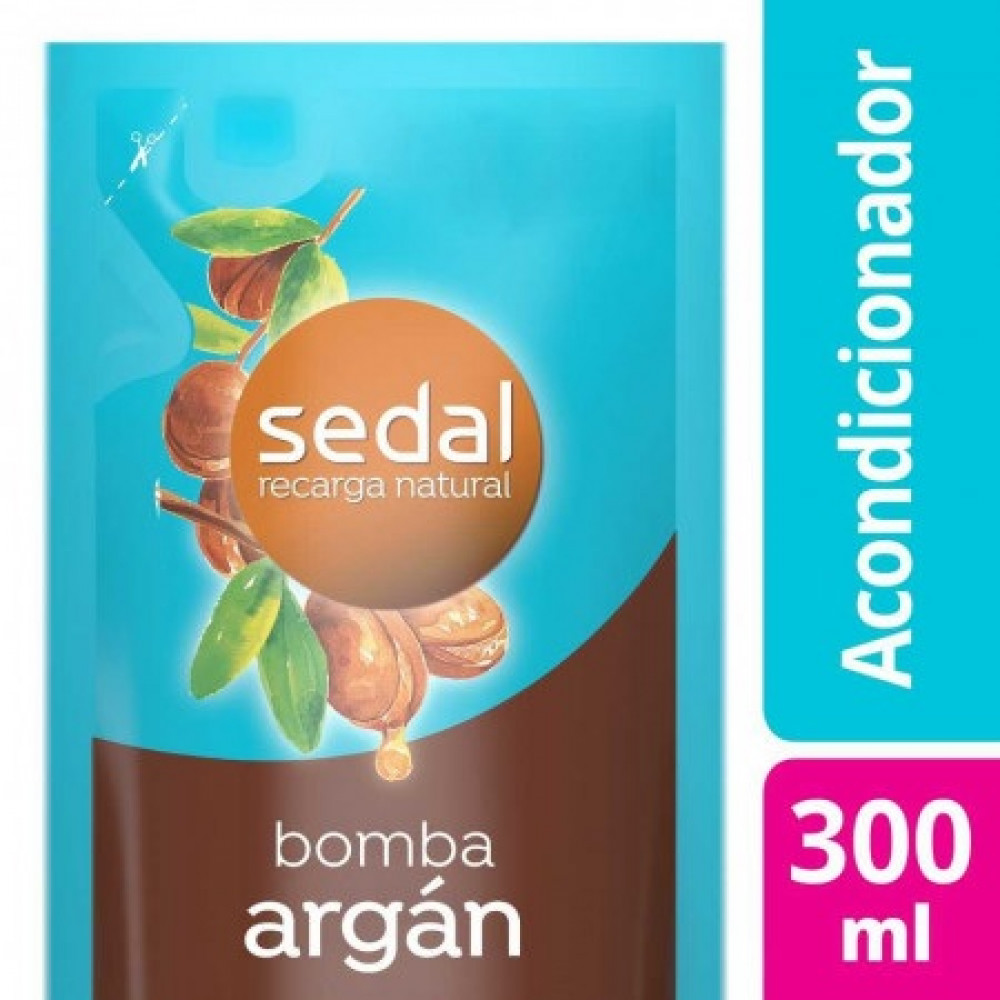 sedal
recarga natural
bomba
argán
Acondicionador
300
ml